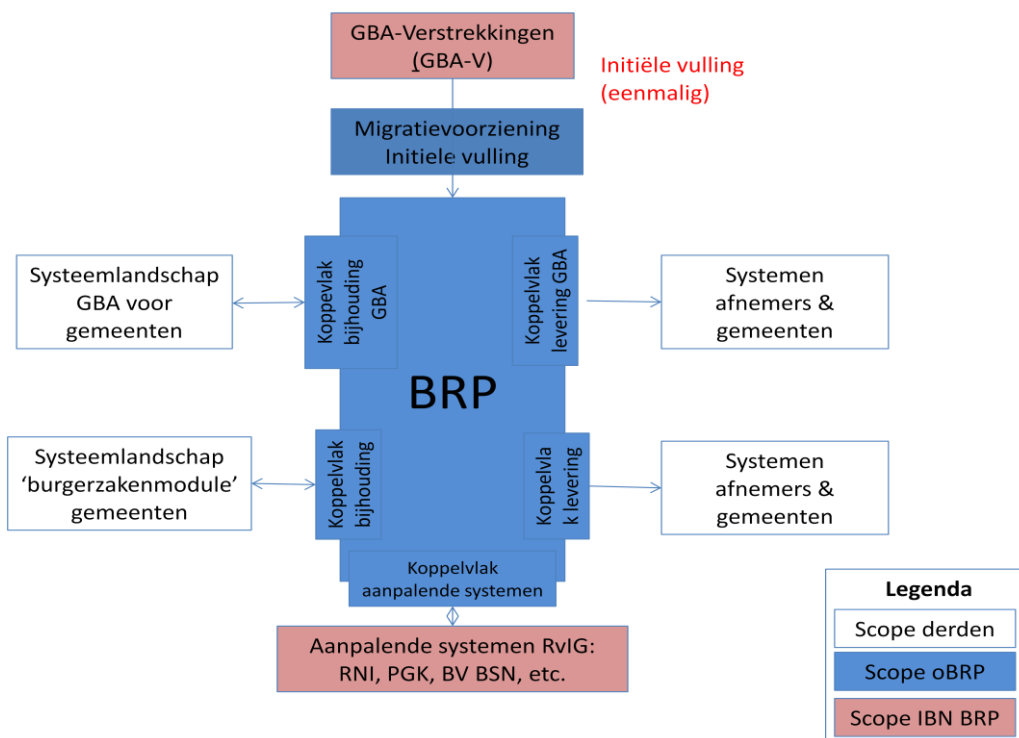 GBA-Verstrekkingen
(GBA-V)
Initiële vulling
(eenmalig)
Migratievoorziening
Initiele vulling
Systeemlandschap
GBA voor
gemeenten
Koppevlak
bijhouding
GBA
Koppelvlak
levering GBA
Systemen
afnemers &
gemeenten
BRP
Systeemlandschap
‘burgerzakenmodule’
gemeenten
Koppelvlak
bijhouding
Koppelvla
k levering
Systemen
afnemers &
gemeenten
Koppelvlak
aanpalende systemen
Aanpalende systemen RvIG:
RNI, PGK, BV BSN, etc.
Legenda
Scope derden
Scope oBRP
Scope IBN BRP